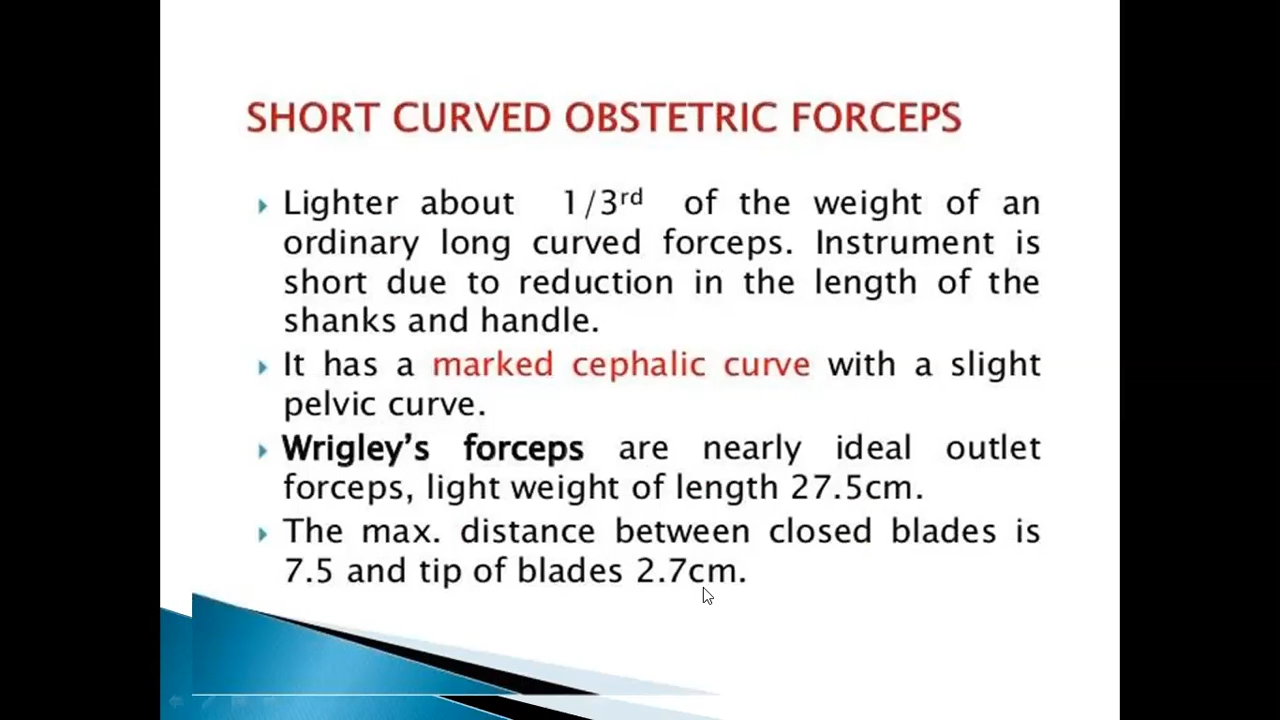 SHORT CURVED OBSTETRIC FORCEPS
Lighter about 1/3rd of the weight of an
ordinary long curved forceps. Instrument is
short due to reduction in the length of the
shanks and handle.
It has a marked cephalic curve with a slight
pelvic curve.
Wrigley's forceps are nearly ideal outlet
forceps, light weight of length 27.5cm.
The max. distance between closed blades is
7.5 and tip of blades 2.7cm.